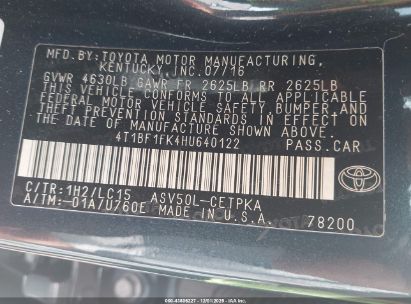 MFD.BY:TOYOTA MOTOR MANUFACTURING,
KENTUCKY,INC.07/16
GVWR 4630LB GAWR FR 2625LB RR 2625LB
THIS VEHICLE CONFORMS TO ALL APPLICABLE
FEDERAL MOTOR VEHICLE SAFETY, BUMPER, AND
THEFT PREVENTION STANDARDS IN EFFECT ON
THE DATE OF MANUFACTURE SHOWN ABOVE.
4T1BF1FK4HU640122 PASS.CAR
C/TR:1H2/LC15 ASV50L-CETPKA
A/TM:-01A/U760E MADE IN U.S.A.
TOYOTA
78200